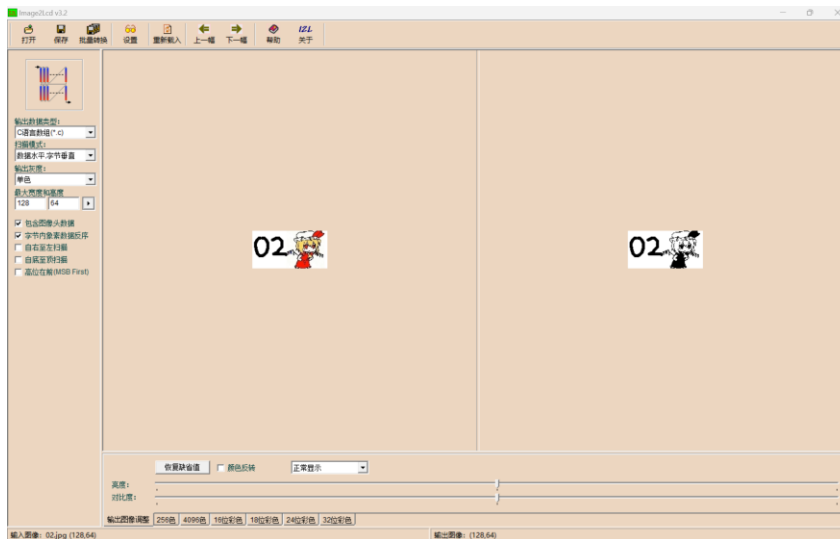 Image2Lcd v3.2
打开 保存 批量转换 设置 重新载入 上一幅 下一幅 帮助 关于
输出数据类型:
C语言数组(*.c)
扫描模式:
数据水平,字节垂直
输出灰度:
单色
最大宽度和高度
128 64
包含图像头数据
字节内象素数据反序
自右至左扫描
自底至顶扫描
高位在前(MSB First)
02
02
恢复缺省值 颜色反转 正常显示
亮度:
对比度:
输出图像调整 256色 4096色 16位彩色 18位彩色 24位彩色 32位彩色
输入图像: 02.jpg (128,64) 输出图像: (128,64)